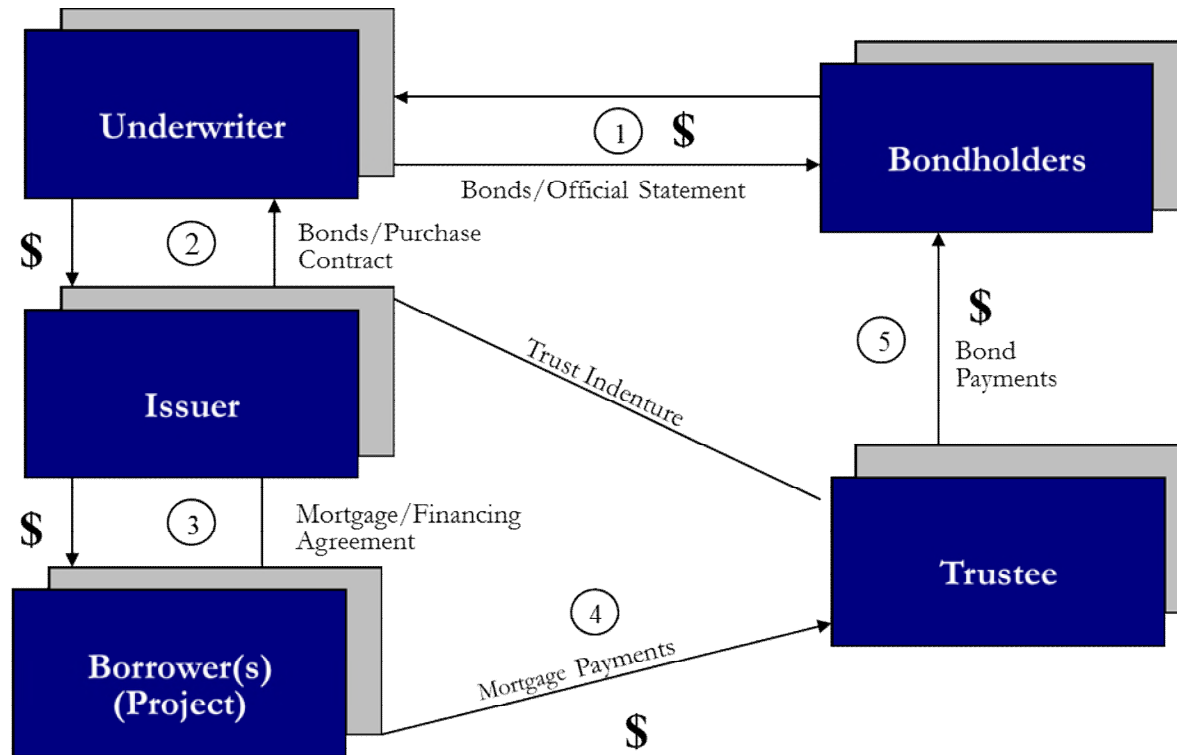 Underwriter
1
$
Bondholders
Bonds/Official Statement
$
2
Bonds/Purchase
Contract
$
5
Bond
Payments
Trust Indenture
Issuer
$
3
Mortgage/Financing
Agreement
Trustee
4
Mortgage Payments
$
Borrower(s)
(Project)